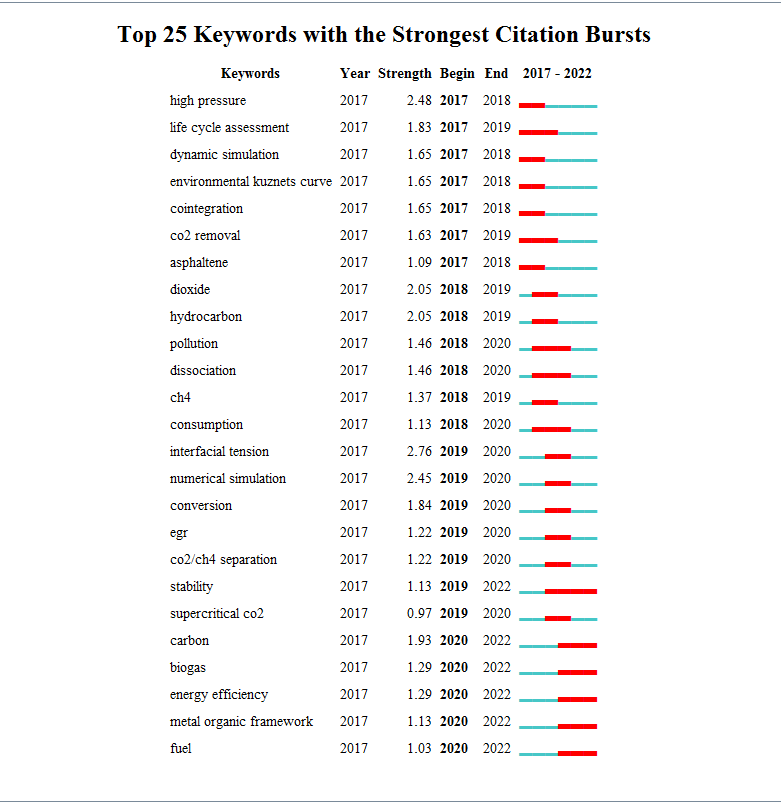 Top 25 Keywords with the Strongest Citation Bursts
Keywords Year Strength Begin End 2017 - 2022
high pressure 2017 2.48 2017 2018
life cycle assessment 2017 1.83 2017 2019
dynamic simulation 2017 1.65 2017 2018
environmental kuznets curve 2017 1.65 2017 2018
cointegration 2017 1.65 2017 2018
co2 removal 2017 1.63 2017 2019
asphaltene 2017 1.09 2017 2018
dioxide 2017 2.05 2018 2019
hydrocarbon 2017 2.05 2018 2019
pollution 2017 1.46 2018 2020
dissociation 2017 1.46 2018 2020
ch4 2017 1.37 2018 2019
consumption 2017 1.13 2018 2020
interfacial tension 2017 2.76 2019 2020
numerical simulation 2017 2.45 2019 2020
conversion 2017 1.84 2019 2020
egr 2017 1.22 2019 2020
co2/ch4 separation 2017 1.22 2019 2020
stability 2017 1.13 2019 2022
supercritical co2 2017 0.97 2019 2020
carbon 2017 1.93 2020 2022
biogas 2017 1.29 2020 2022
energy efficiency 2017 1.29 2020 2022
metal organic framework 2017 1.13 2020 2022
fuel 2017 1.03 2020 2022